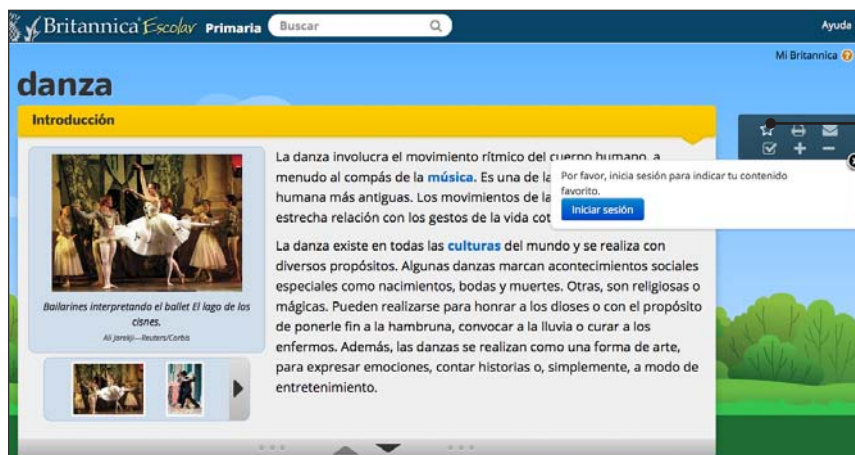 Britannica Escolar Primaria
Buscar
Ayuda
Mi Britannica ?
danza
Introducción
Bailarines interpretando el ballet El lago de los
cisnes.
Ali Jarekji—Reuters/Corbis
La danza involucra el movimiento rítmico del cuerpo humano, a
menudo al compás de la música. Es una de la
humana más antiguas. Los movimientos de la
estrecha relación con los gestos de la vida cot
La danza existe en todas las culturas del mundo y se realiza con
diversos propósitos. Algunas danzas marcan acontecimientos sociales
especiales como nacimientos, bodas y muertes. Otras, son religiosas o
mágicas. Pueden realizarse para honrar a los dioses o con el propósito
de ponerle fin a la hambruna, convocar a la lluvia o curar a los
enfermos. Además, las danzas se realizan como una forma de arte,
para expresar emociones, contar historias o, simplemente, a modo de
entretenimiento.
Por favor, inicia sesión para indicar tu contenido
favorito.
Iniciar sesión